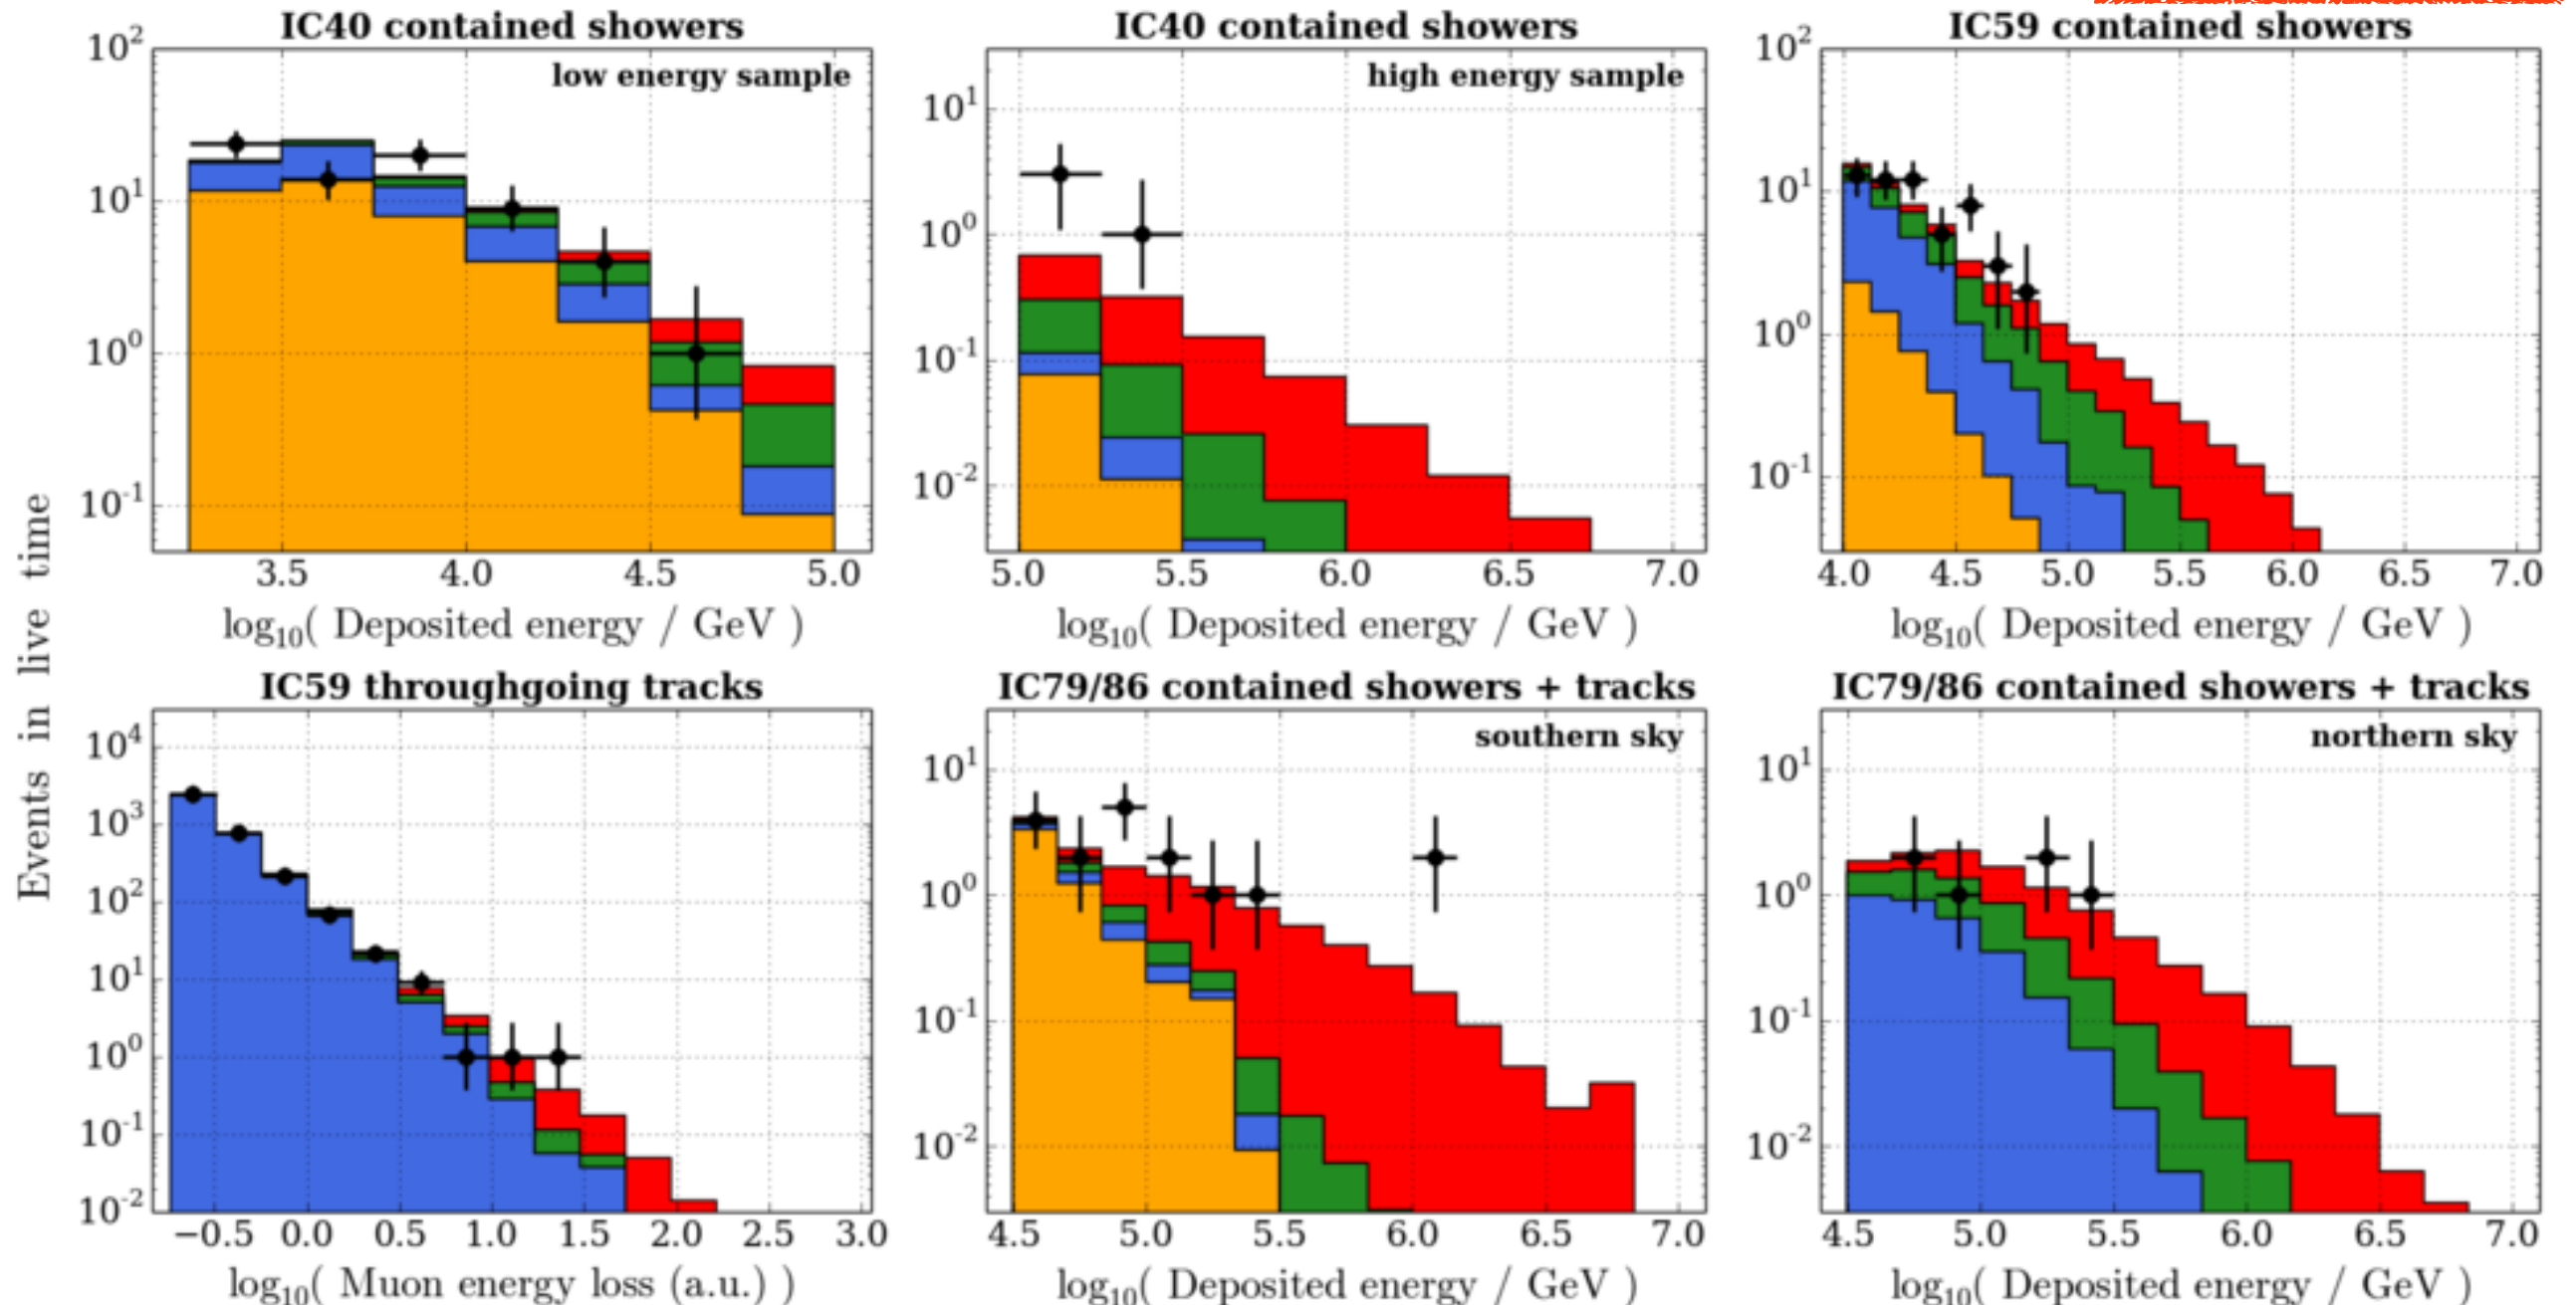 IC40 contained showers
low energy sample
10²
10¹
10⁰
10⁻¹
3.5 4.0 4.5 5.0
log₁₀( Deposited energy / GeV )
IC40 contained showers
high energy sample
10¹
10⁰
10⁻¹
10⁻²
5.0 5.5 6.0 6.5 7.0
log₁₀( Deposited energy / GeV )
IC59 contained showers
10²
10¹
10⁰
10⁻¹
4.0 4.5 5.0 5.5 6.0 6.5 7.0
log₁₀( Deposited energy / GeV )
Events in live time
IC59 throughgoing tracks
10⁴
10³
10²
10¹
10⁰
10⁻¹
10⁻²
−0.5 0.0 0.5 1.0 1.5 2.0 2.5 3.0
log₁₀( Muon energy loss (a.u.) )
IC79/86 contained showers + tracks
southern sky
10¹
10⁰
10⁻¹
10⁻²
4.5 5.0 5.5 6.0 6.5 7.0
log₁₀( Deposited energy / GeV )
IC79/86 contained showers + tracks
northern sky
10¹
10⁰
10⁻¹
10⁻²
4.5 5.0 5.5 6.0 6.5 7.0
log₁₀( Deposited energy / GeV )